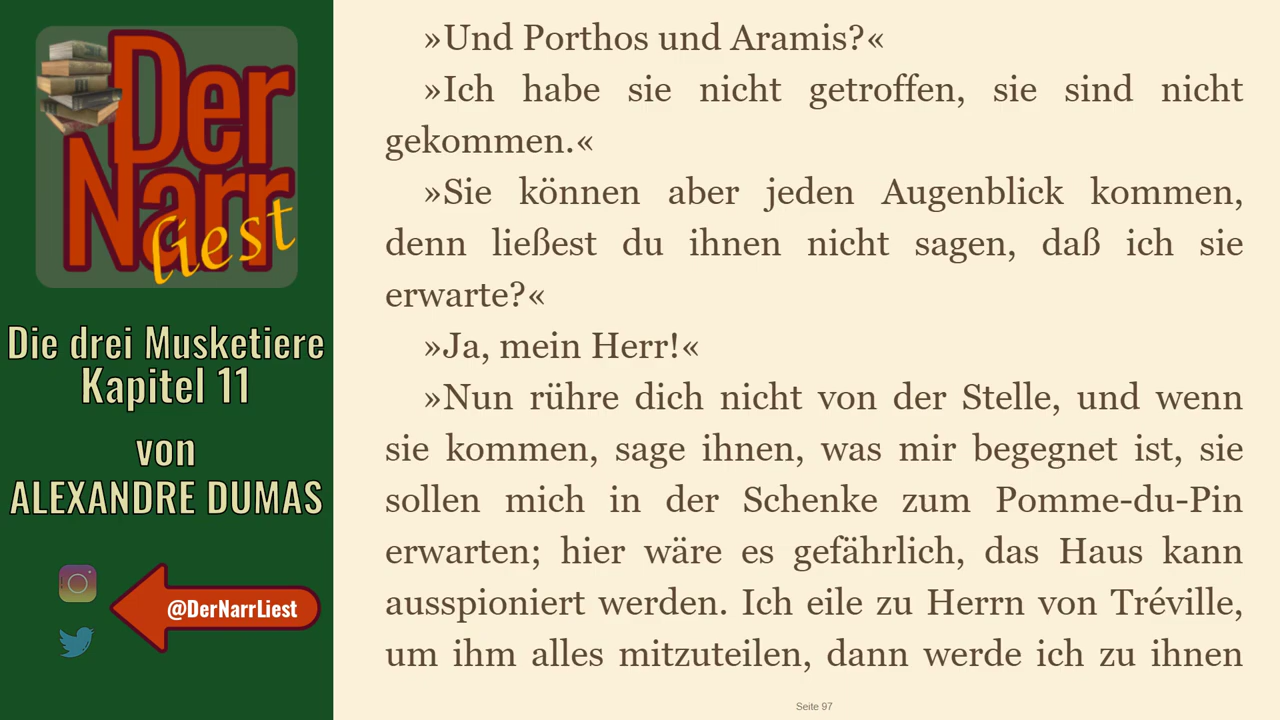 Der
Narr
liest
Die drei Musketiere
Kapitel 11
von
ALEXANDRE DUMAS
@DerNarrLiest
»Und Porthos und Aramis?«
»Ich habe sie nicht getroffen, sie sind nicht
gekommen.«
»Sie können aber jeden Augenblick kommen,
denn ließest du ihnen nicht sagen, daß ich sie
erwarte?«
»Ja, mein Herr!«
»Nun rühre dich nicht von der Stelle, und wenn
sie kommen, sage ihnen, was mir begegnet ist, sie
sollen mich in der Schenke zum Pomme-du-Pin
erwarten; hier wäre es gefährlich, das Haus kann
ausspioniert werden. Ich eile zu Herrn von Tréville,
um ihm alles mitzuteilen, dann werde ich zu ihnen
Seite 97